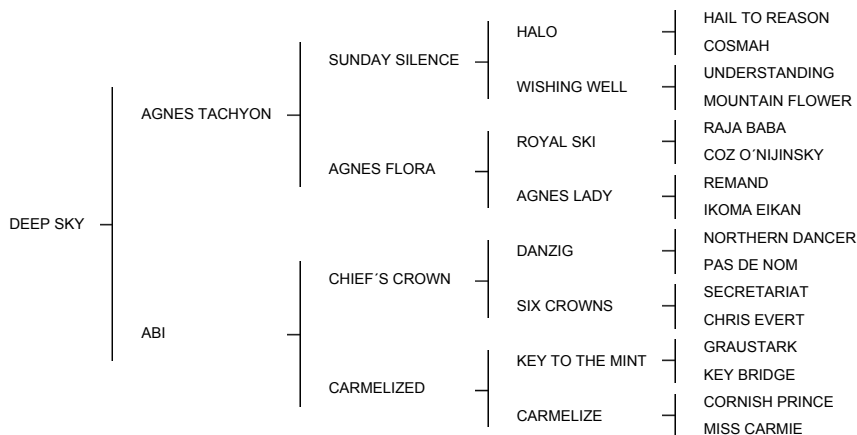 DEEP SKY
AGNES TACHYON
ABI
SUNDAY SILENCE
AGNES FLORA
CHIEF´S CROWN
CARMELIZED
HALO
WISHING WELL
ROYAL SKI
AGNES LADY
DANZIG
SIX CROWNS
KEY TO THE MINT
CARMELIZE
HAIL TO REASON
COSMAH
UNDERSTANDING
MOUNTAIN FLOWER
RAJA BABA
COZ O´NIJINSKY
REMAND
IKOMA EIKAN
NORTHERN DANCER
PAS DE NOM
SECRETARIAT
CHRIS EVERT
GRAUSTARK
KEY BRIDGE
CORNISH PRINCE
MISS CARMIE